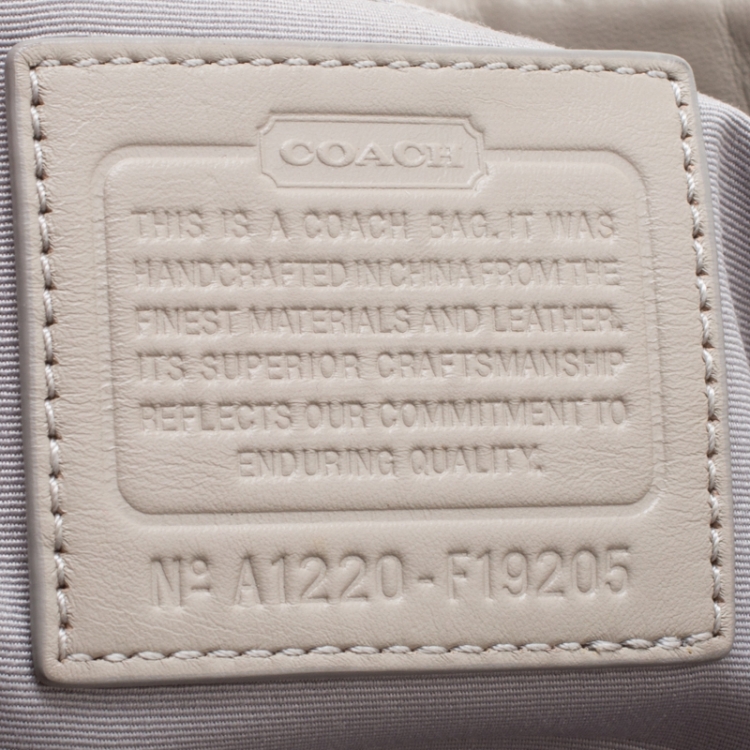 COACH
THIS IS A COACH BAG. IT WAS
HANDCRAFTED IN CHINA FROM THE
FINEST MATERIALS AND LEATHER.
IT'S SUPERIOR CRAFTSMANSHIP
REFLECTS OUR COMMITMENT TO
ENDURING QUALITY.
Nº A1220-F19205